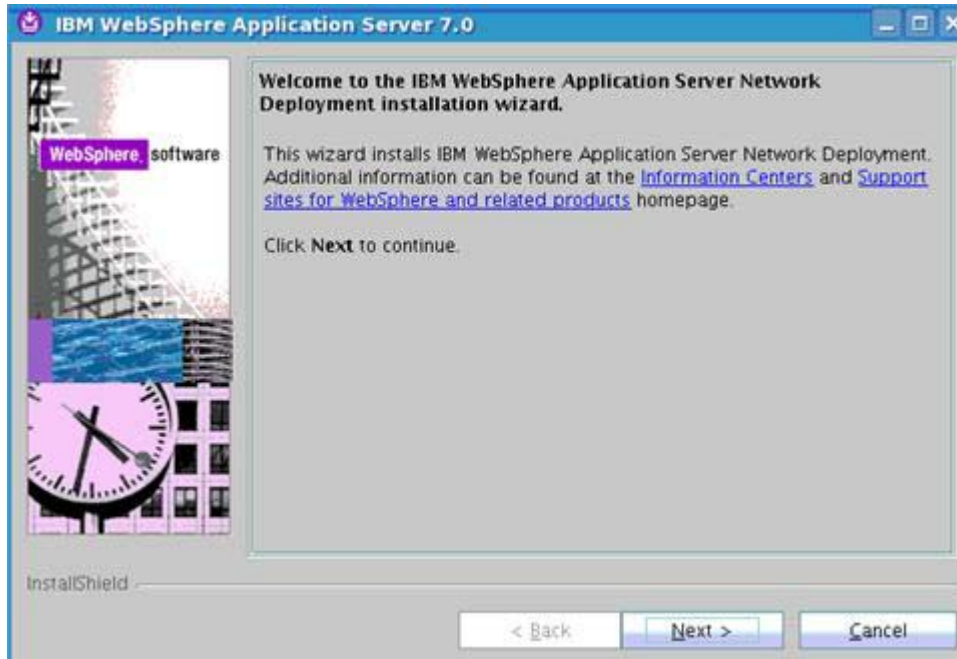 IBM WebSphere Application Server 7.0
WebSphere. software
Welcome to the IBM WebSphere Application Server Network
Deployment installation wizard.
This wizard installs IBM WebSphere Application Server Network Deployment.
Additional information can be found at the Information Centers and Support
sites for WebSphere and related products homepage.
Click Next to continue.
InstallShield
< Back
Next >
Cancel